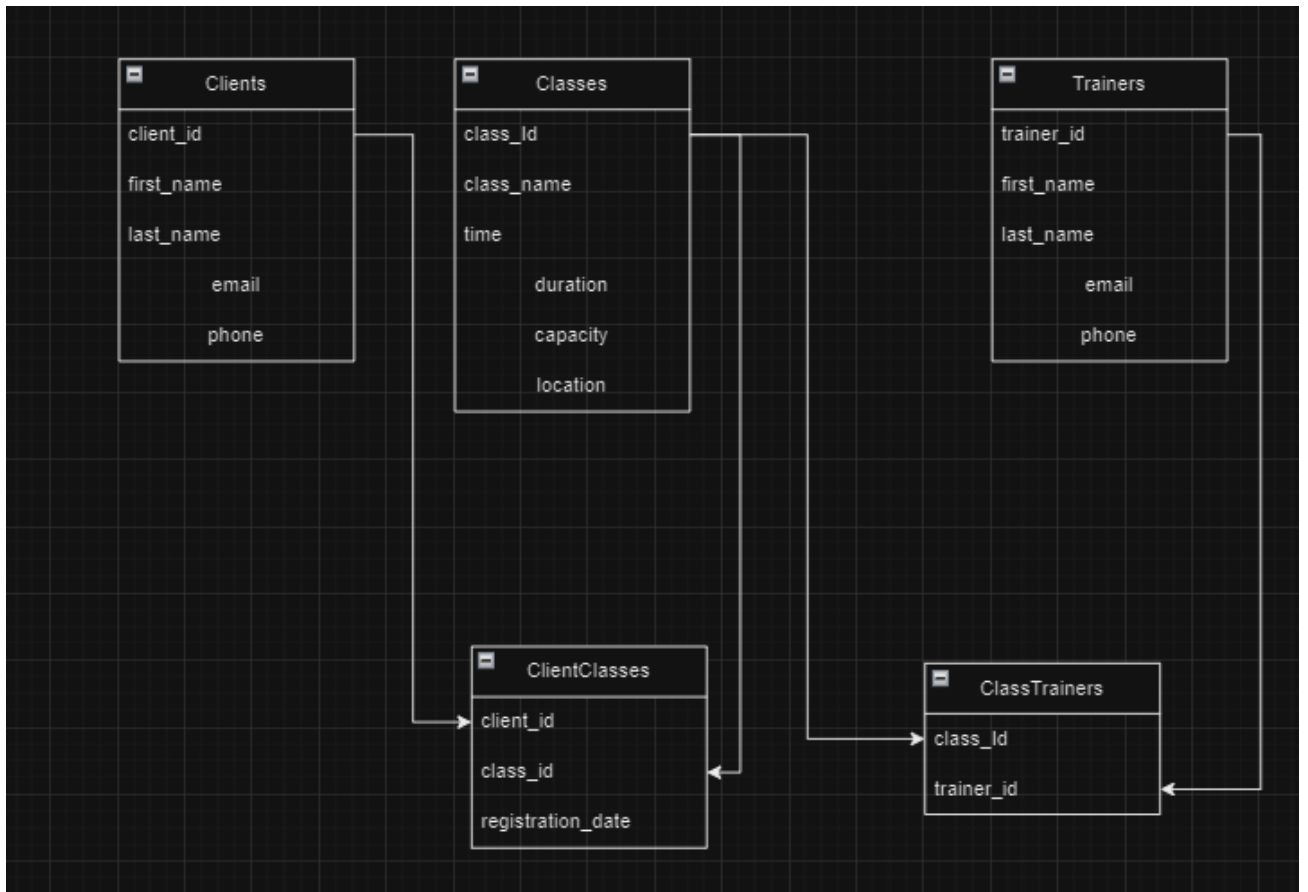 Clients
client_id
first_name
last_name
email
phone
Classes
class_Id
class_name
time
duration
capacity
location
Trainers
trainer_id
first_name
last_name
email
phone
ClientClasses
client_id
class_id
registration_date
ClassTrainers
class_Id
trainer_id